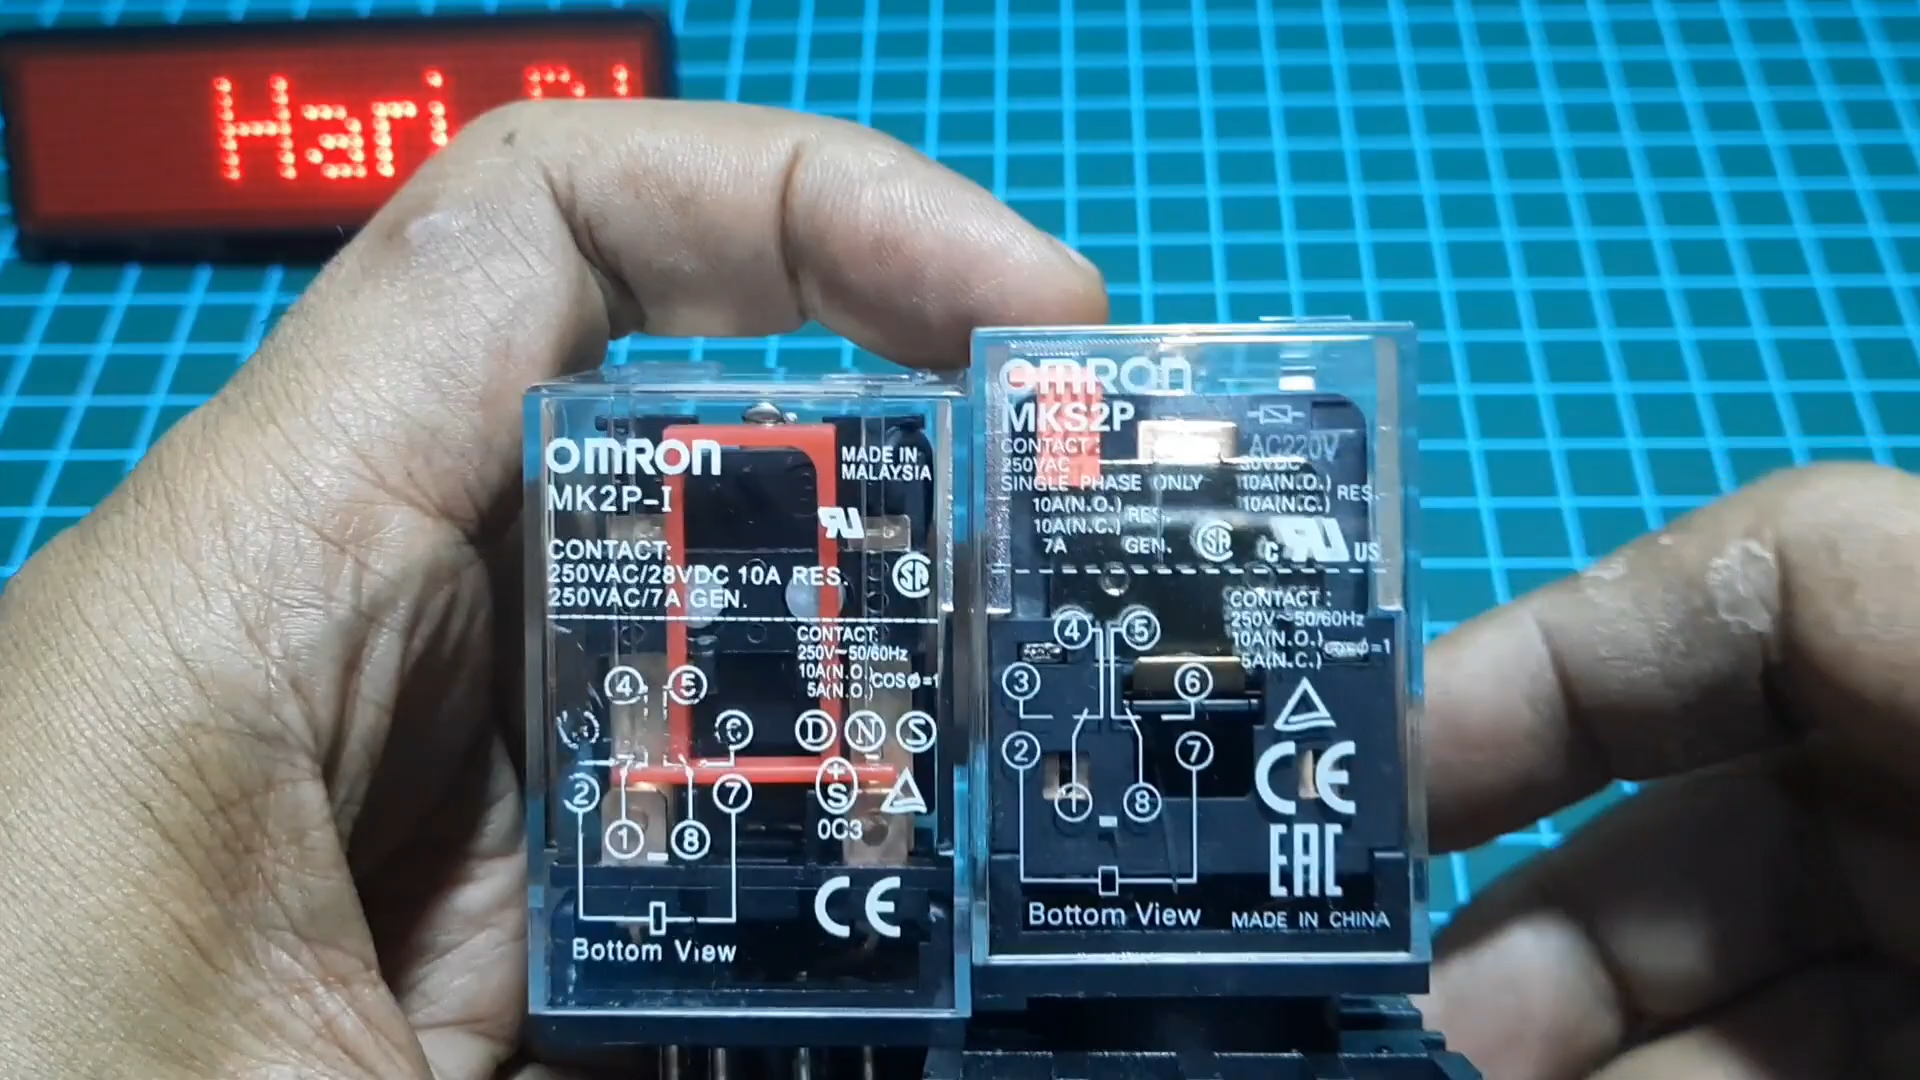 Hari
OMRON
MK2P-I
MADE IN
MALAYSIA
CONTACT:
250VAC/28VDC 10A RES.
250VAC/7A GEN.
CONTACT:
250V~50/60Hz
10A(N.O.)
5A(N.O.)
COSø=1
4 5
6
2 7
1 8
D N S
+
S
0C3
CE
Bottom View
OMRON
MKS2P
AC220V
CONTACT:
250VAC
30VDC
SINGLE PHASE ONLY
10A(N.O.) RES.
10A(N.C.)
7A GEN.
10A(N.O.) RES.
10A(N.C.)
C US
CONTACT:
250V~50/60Hz
10A(N.O.)
5A(N.C.)
cosø=1
4 5
3 6
2 7
8
CE
EAC
Bottom View
MADE IN CHINA